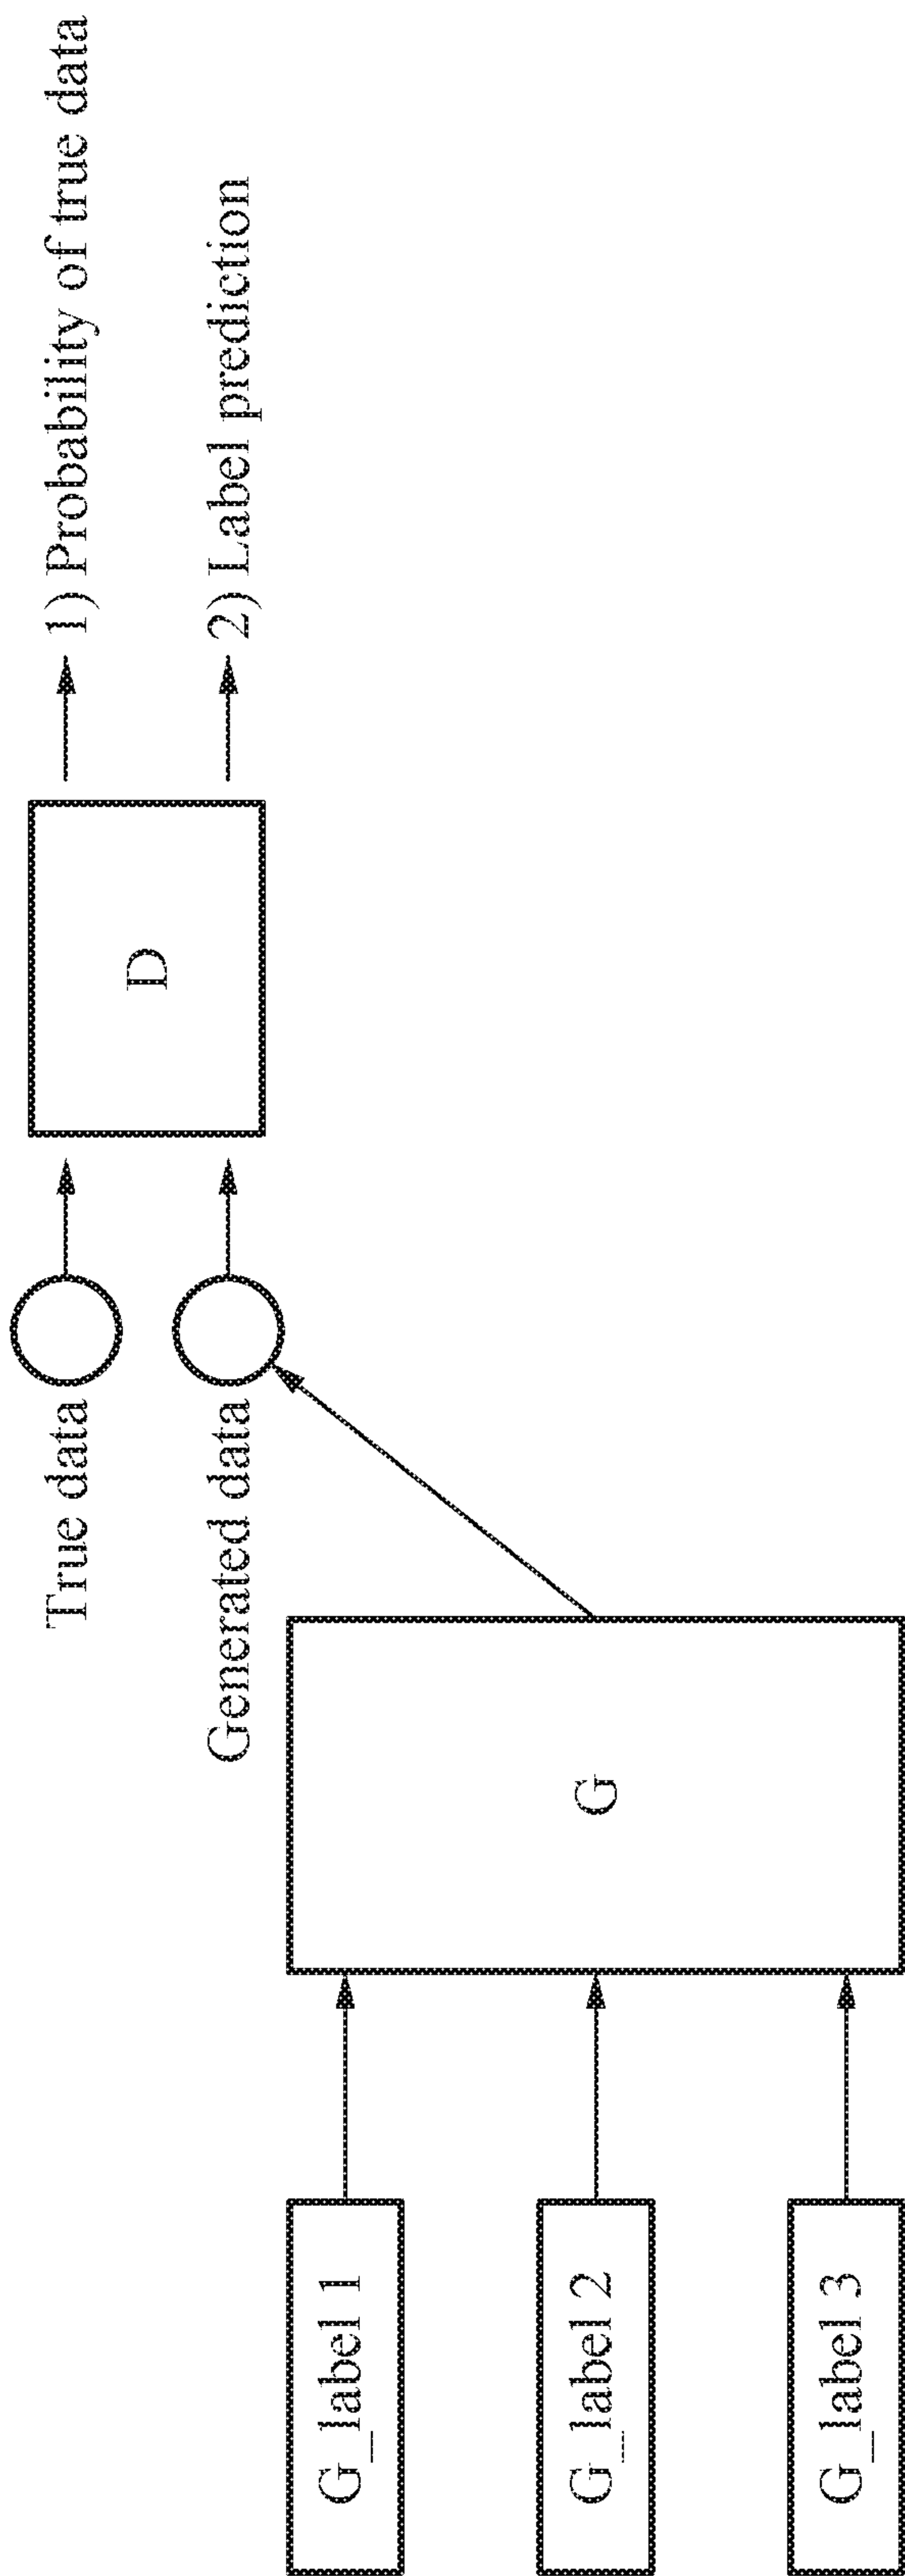 True data
Generated data
D
1) Probability of true data
2) Label prediction
G_label 1
G_label 2
G_label 3
G